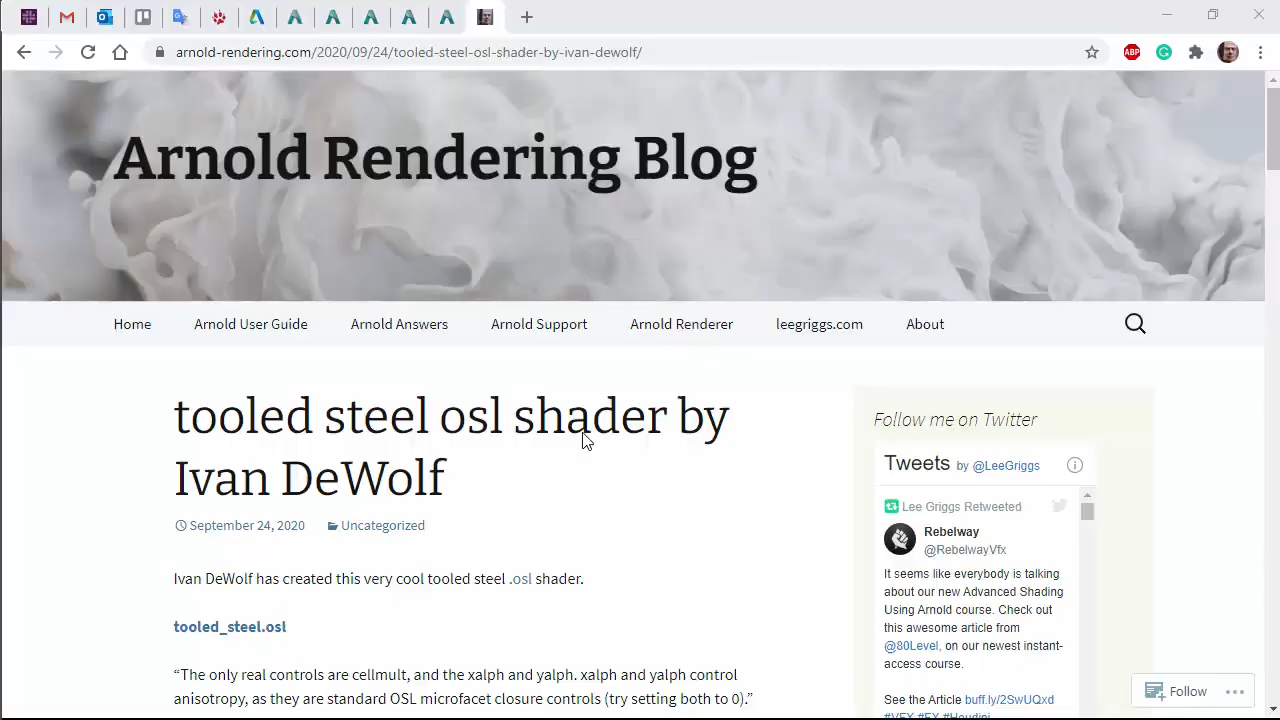 arnold-rendering.com/2020/09/24/tooled-steel-osl-shader-by-ivan-dewolf/
ABP
Arnold Rendering Blog
Home Arnold User Guide Arnold Answers Arnold Support Arnold Renderer leegriggs.com About
tooled steel osl shader by
Ivan DeWolf
September 24, 2020 Uncategorized
Ivan DeWolf has created this very cool tooled steel .osl shader.
tooled_steel.osl
“The only real controls are cellmult, and the xalph and yalph. xalph and yalph control
anisotropy, as they are standard OSL microfacet closure controls (try setting both to 0).”
Follow me on Twitter
Tweets by @LeeGriggs
Lee Griggs Retweeted
Rebelway
@RebelwayVfx
It seems like everybody is talking
about our new Advanced Shading
Using Arnold course. Check out
this awesome article from
@80Level, on our newest instant-
access course.
See the Article buff.ly/2SwUQxd
#VFX #FX #Houdini
Follow